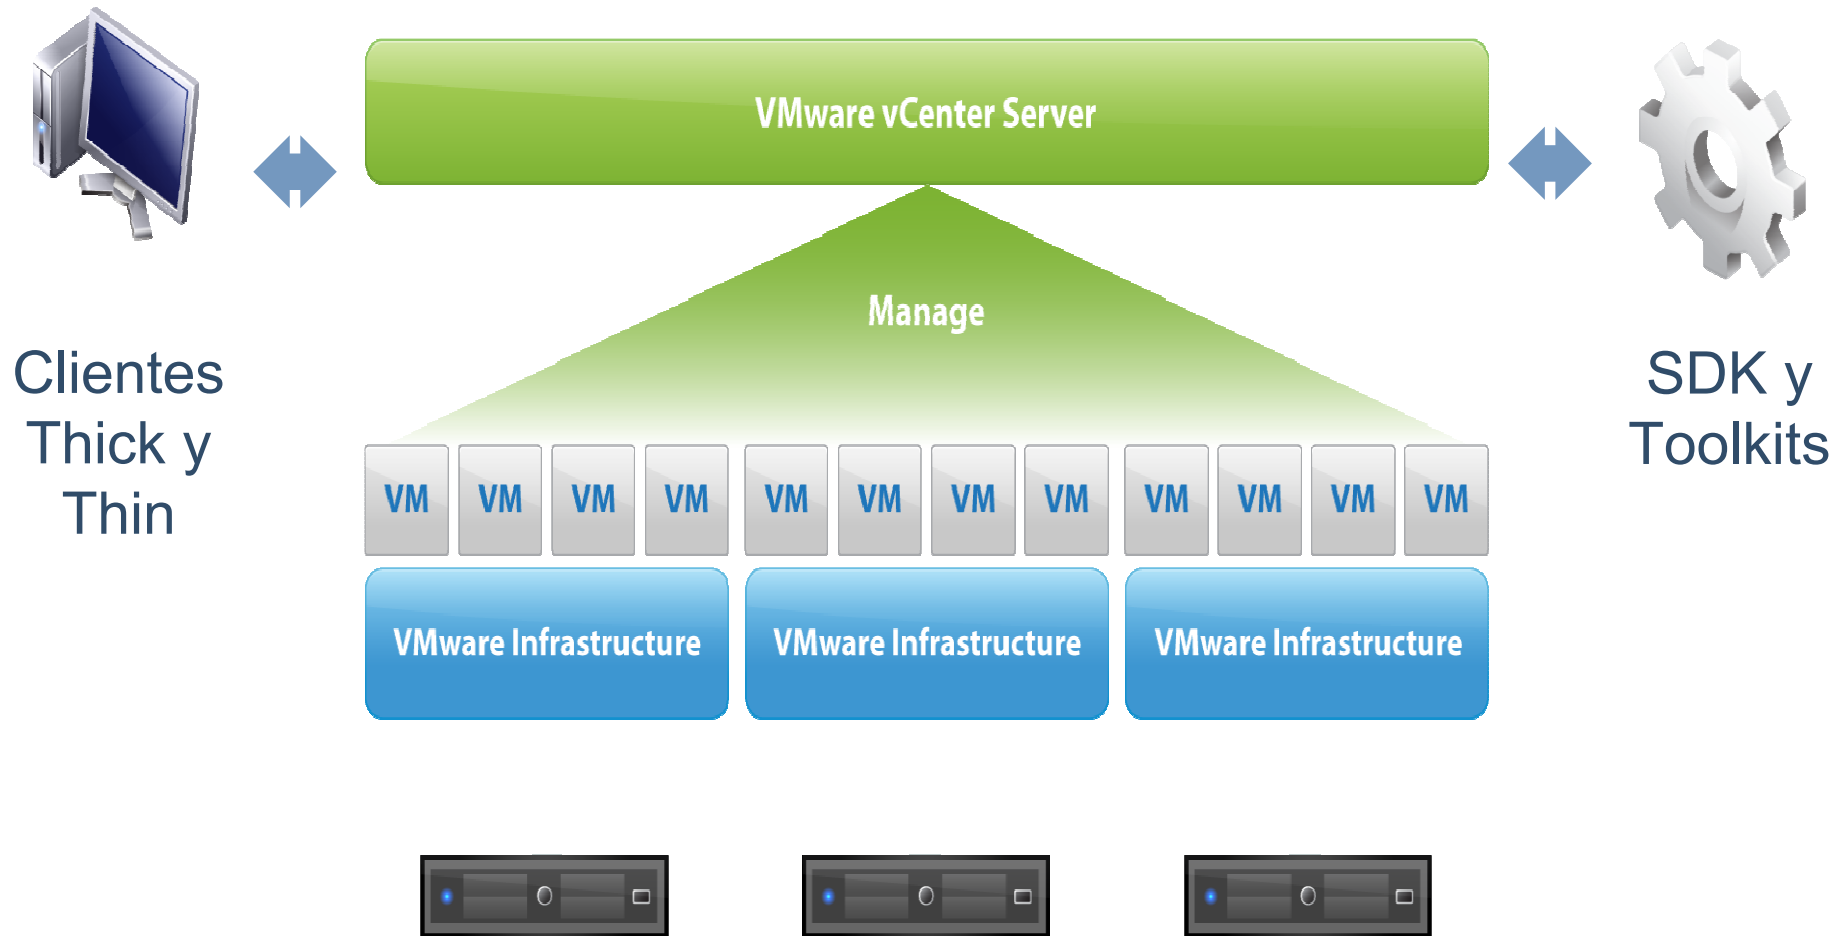 VMware vCenter Server
Manage
Clientes
Thick y
Thin
SDK y
Toolkits
VM VM VM VM VM VM VM VM VM VM VM VM
VMware Infrastructure VMware Infrastructure VMware Infrastructure